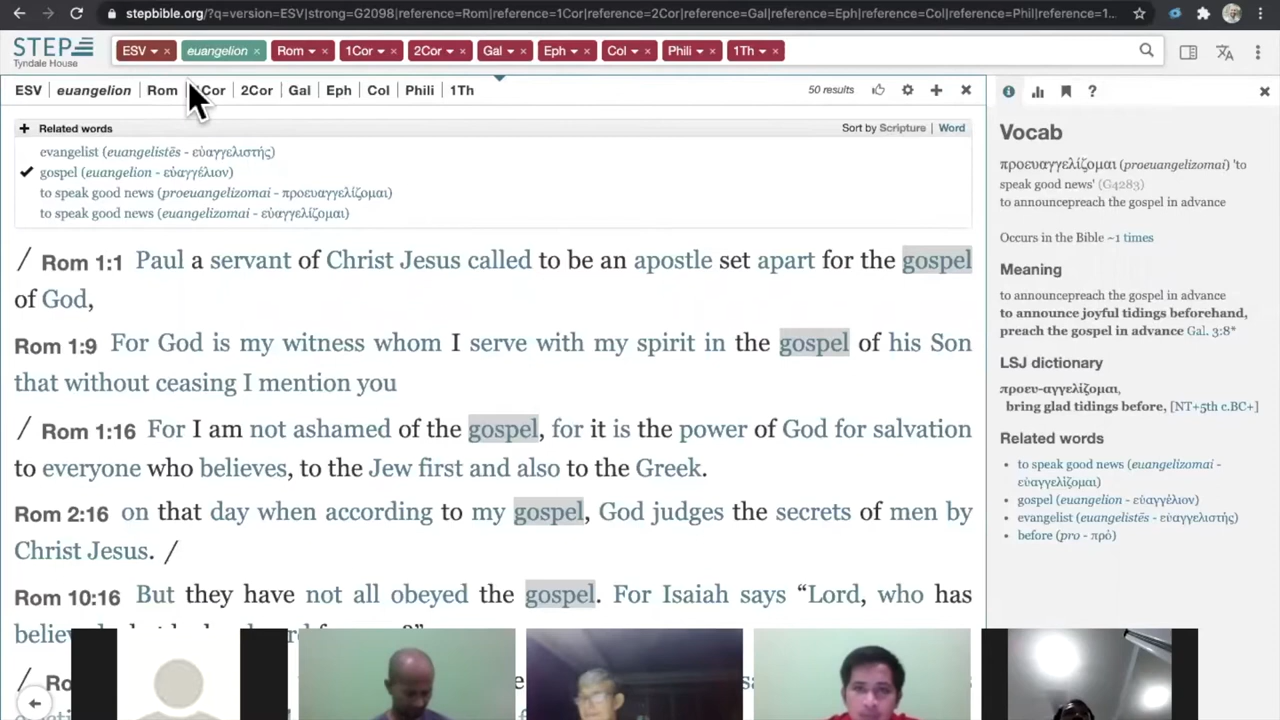 stepbible.org/?q=version=ESV|strong=G2098|reference=Rom|reference=1Cor|reference=2Cor|reference=Gal|reference=Eph|reference=Col|reference=Phil|reference=1...
STEP
Tyndale House
ESV euangelion Rom 1Cor 2Cor Gal Eph Col Phili 1Th
ESV euangelion Rom Cor 2Cor Gal Eph Col Phili 1Th
50 results
Related words
Sort by Scripture | Word
evangelist (euangelistēs - εὐαγγελιστής)
gospel (euangelion - εὐαγγέλιον)
to speak good news (proeuangelizomai - προευαγγελίζομαι)
to speak good news (euangelizomai - εὐαγγελίζομαι)
/ Rom 1:1 Paul a servant of Christ Jesus called to be an apostle set apart for the gospel
of God,
Rom 1:9 For God is my witness whom I serve with my spirit in the gospel of his Son
that without ceasing I mention you
/ Rom 1:16 For I am not ashamed of the gospel, for it is the power of God for salvation
to everyone who believes, to the Jew first and also to the Greek.
Rom 2:16 on that day when according to my gospel, God judges the secrets of men by
Christ Jesus. /
Rom 10:16 But they have not all obeyed the gospel. For Isaiah says “Lord, who has
Vocab
προευαγγελίζομαι (proeuangelizomai) 'to
speak good news' (G4283)
to announcepreach the gospel in advance
Occurs in the Bible ~1 times
Meaning
to announcepreach the gospel in advance
to announce joyful tidings beforehand,
preach the gospel in advance Gal. 3:8*
LSJ dictionary
προευ-αγγελίζομαι,
bring glad tidings before, [NT+5th c.BC+]
Related words
to speak good news (euangelizomai -
εὐαγγελίζομαι)
gospel (euangelion - εὐαγγέλιον)
evangelist (euangelistēs - εὐαγγελιστής)
before (pro - πρὸ)